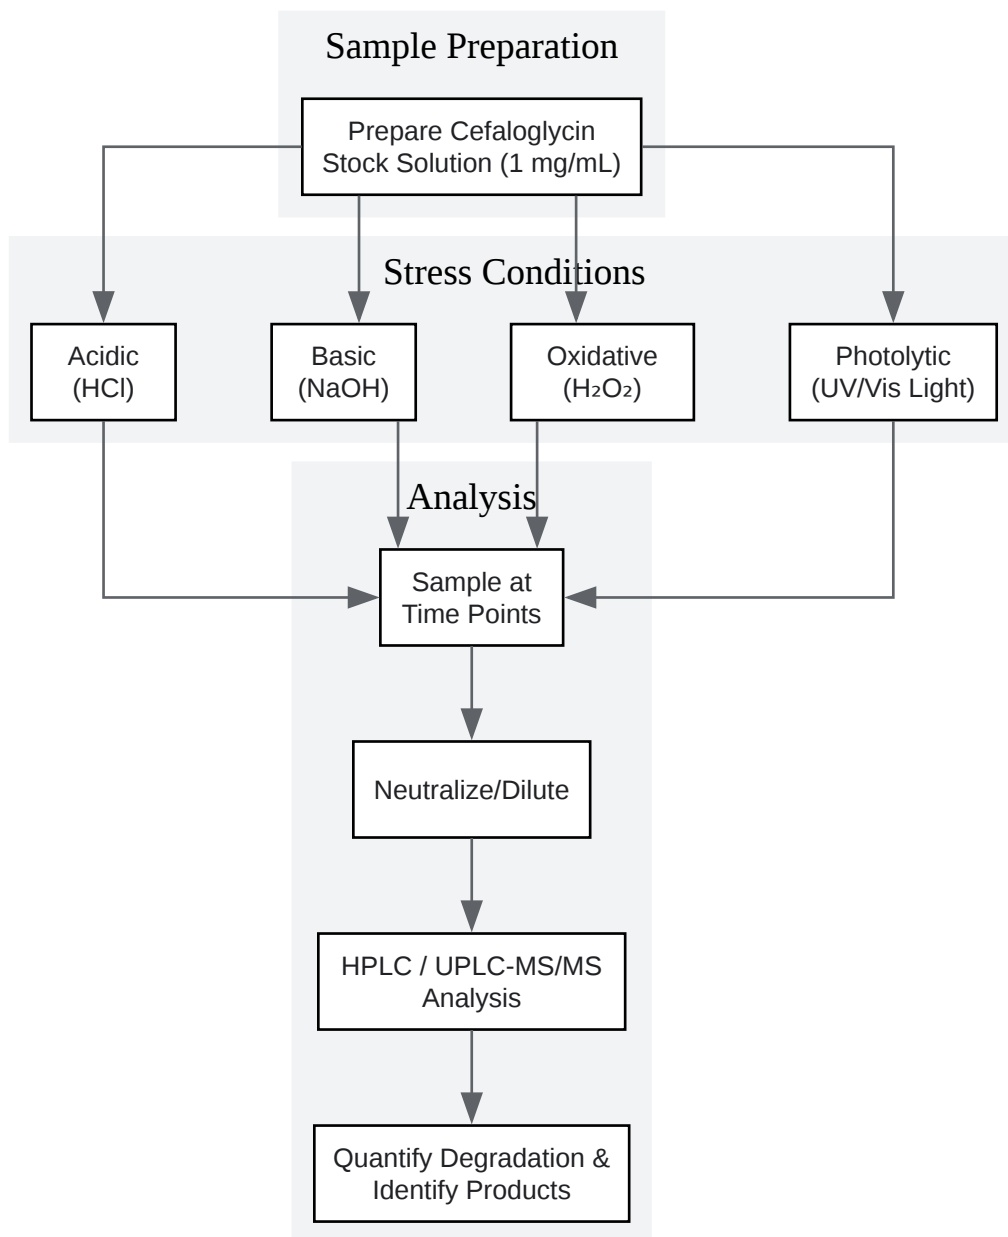 Sample Preparation
Prepare Cefaloglycin
Stock Solution (1 mg/mL)
Stress Conditions
Acidic
(HCl)
Basic
(NaOH)
Oxidative
(H₂O₂)
Photolytic
(UV/Vis Light)
Analysis
Sample at
Time Points
Neutralize/Dilute
HPLC / UPLC-MS/MS
Analysis
Quantify Degradation &
Identify Products